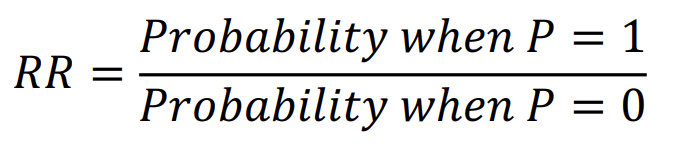 RR = Probability when P = 1 / Probability when P = 0